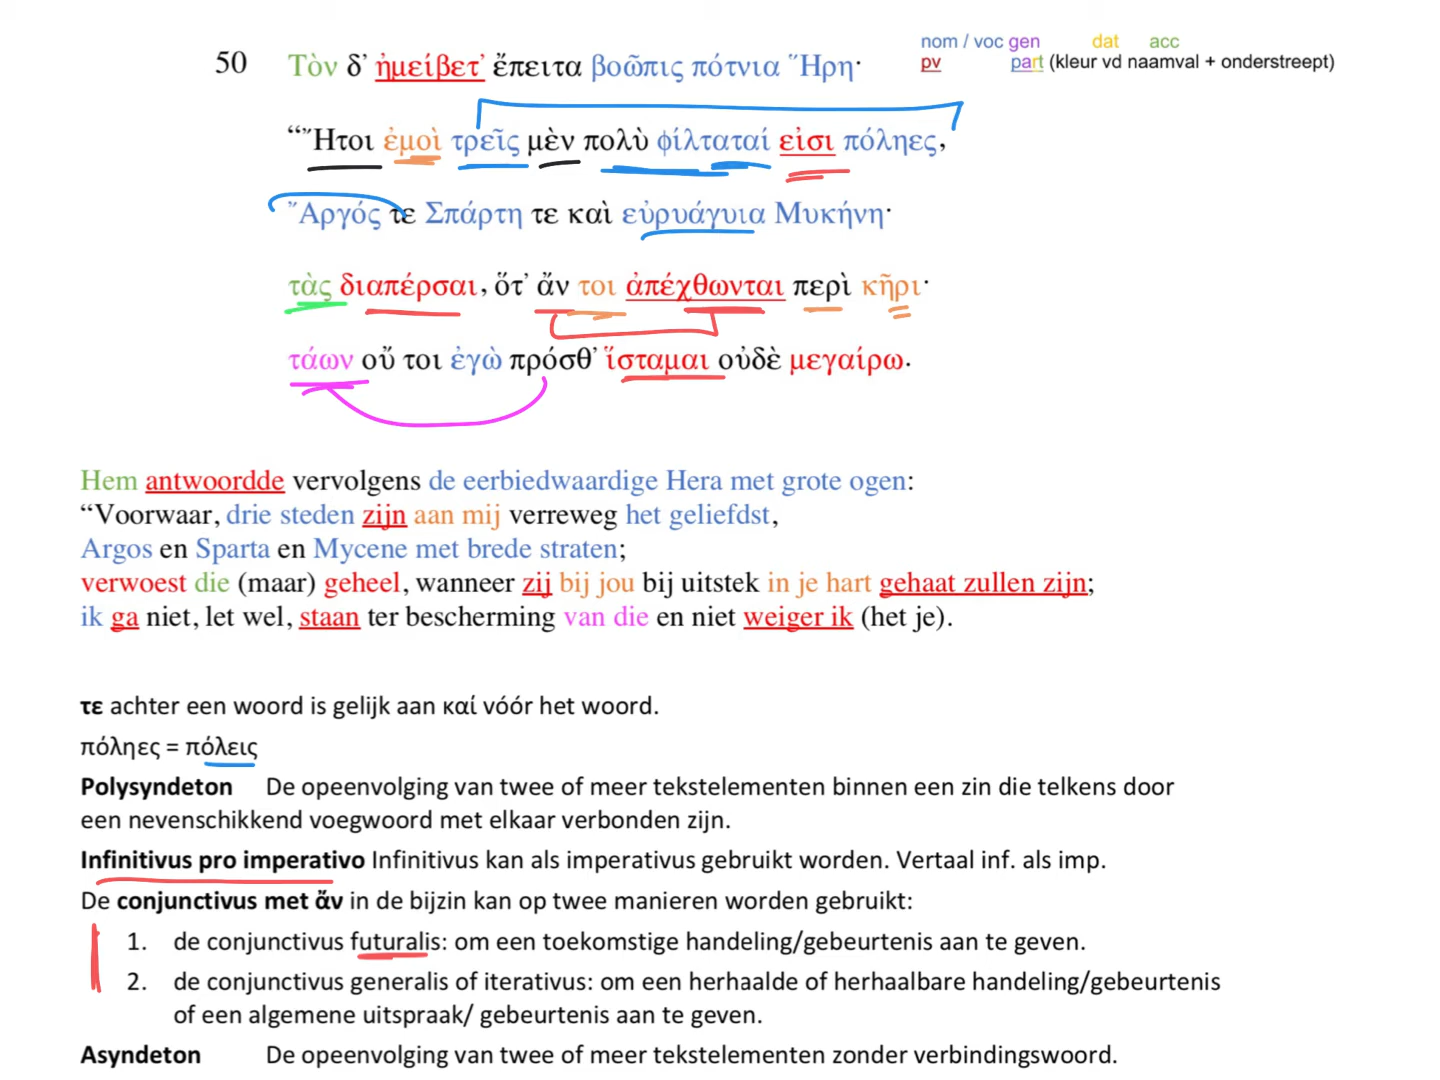 nom / voc gen dat acc
50 Τὸν δ' ἠμείβετ' ἔπειτα βοῶπις πότνια Ἥρη·
pv part (kleur vd naamval + onderstreept)
“Ἤτοι ἐμοὶ τρεῖς μὲν πολὺ φίλταταί εἰσι πόληες,
Ἄργός τε Σπάρτη τε καὶ εὐρυάγυια Μυκήνη·
τὰς διαπέρσαι, ὅτ' ἄν τοι ἀπέχθωνται περὶ κῆρι·
τάων οὔ τοι ἐγὼ πρόσθ' ἵσταμαι οὐδὲ μεγαίρω.
Hem antwoordde vervolgens de eerbiedwaardige Hera met grote ogen:
“Voorwaar, drie steden zijn aan mij verreweg het geliefdst,
Argos en Sparta en Mycene met brede straten;
verwoest die (maar) geheel, wanneer zij bij jou bij uitstek in je hart gehaat zullen zijn;
ik ga niet, let wel, staan ter bescherming van die en niet weiger ik (het je).
τε achter een woord is gelijk aan καί vóór het woord.
πόληες = πόλεις
Polysyndeton De opeenvolging van twee of meer tekstelementen binnen een zin die telkens door
een nevenschikkend voegwoord met elkaar verbonden zijn.
Infinitivus pro imperativo Infinitivus kan als imperativus gebruikt worden. Vertaal inf. als imp.
De conjunctivus met ἄν in de bijzin kan op twee manieren worden gebruikt:
1. de conjunctivus futuralis: om een toekomstige handeling/gebeurtenis aan te geven.
2. de conjunctivus generalis of iterativus: om een herhaalde of herhaalbare handeling/gebeurtenis
of een algemene uitspraak/ gebeurtenis aan te geven.
Asyndeton De opeenvolging van twee of meer tekstelementen zonder verbindingswoord.